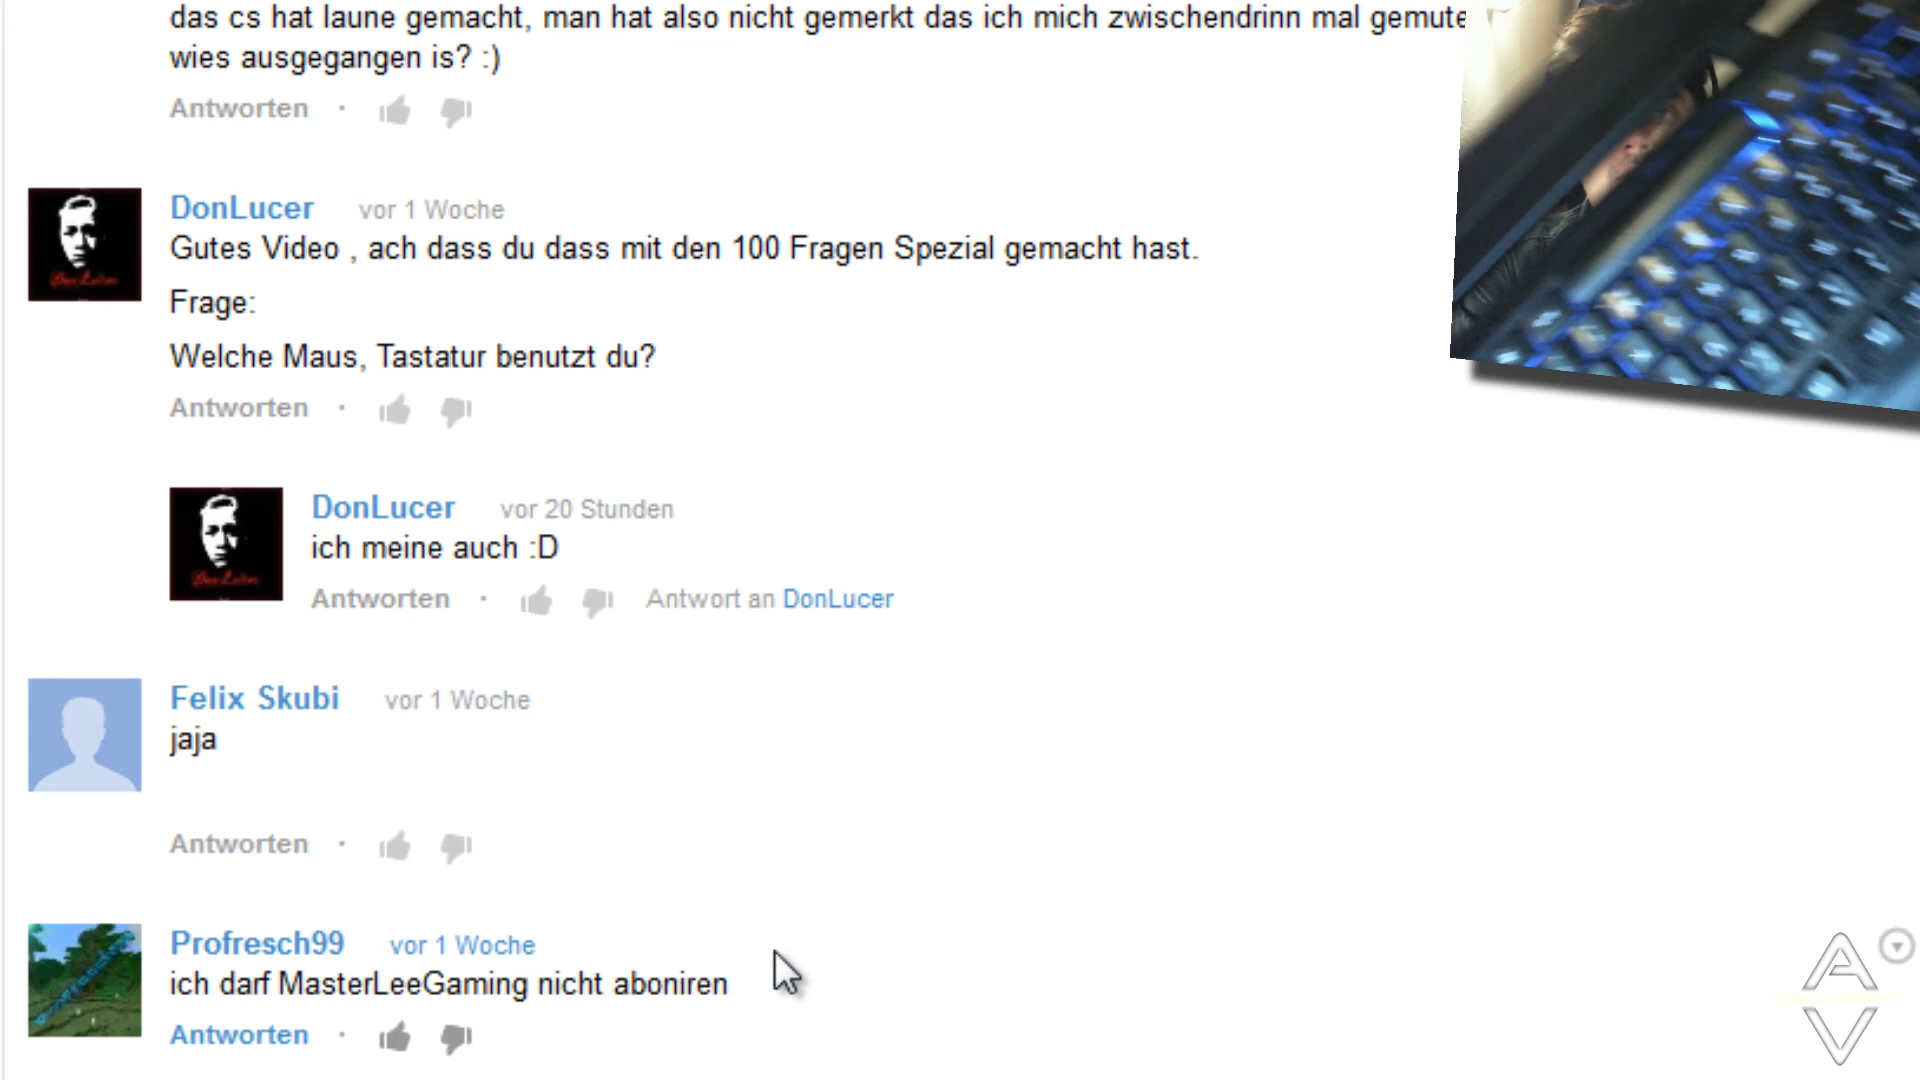 das cs hat laune gemacht, man hat also nicht gemerkt das ich mich zwischendrinn mal gemute
wies ausgegangen is? :)
Antworten ·
DonLucer vor 1 Woche
Gutes Video , ach dass du dass mit den 100 Fragen Spezial gemacht hast.
Frage:
Welche Maus, Tastatur benutzt du?
Antworten ·
DonLucer vor 20 Stunden
ich meine auch :D
Antworten · Antwort an DonLucer
Felix Skubi vor 1 Woche
jaja
Antworten ·
Profresch99 vor 1 Woche
ich darf MasterLeeGaming nicht aboniren
Antworten ·